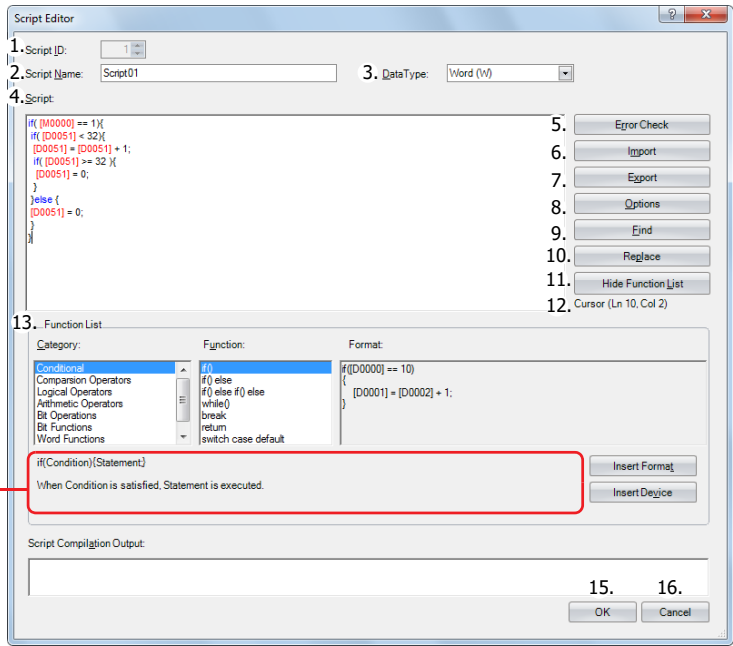 Script Editor
1. Script ID: 1
2. Script Name: Script01 3. DataType: Word (W)
4. Script:
if( [M0000] == 1){
if( [D0051] < 32){
[D0051] = [D0051] + 1;
if( [D0051] >= 32 ){
[D0051] = 0;
}
}else {
[D0051] = 0;
}
}
5. Error Check
6. Import
7. Export
8. Options
9. Find
10. Replace
11. Hide Function List
12. Cursor (Ln 10, Col 2)
13. Function List
Category: Function: Format:
Conditional
Comparsion Operators
Logical Operators
Arithmetic Operators
Bit Operations
Bit Functions
Word Functions
if()
if() else
if() else if() else
while()
break
return
switch case default
if([D0000] == 10)
{
[D0001] = [D0002] + 1;
}
if(Condition){Statement;}
When Condition is satisfied, Statement is executed.
Insert Format
Insert Device
Script Compilation Output:
15. 16.
OK Cancel